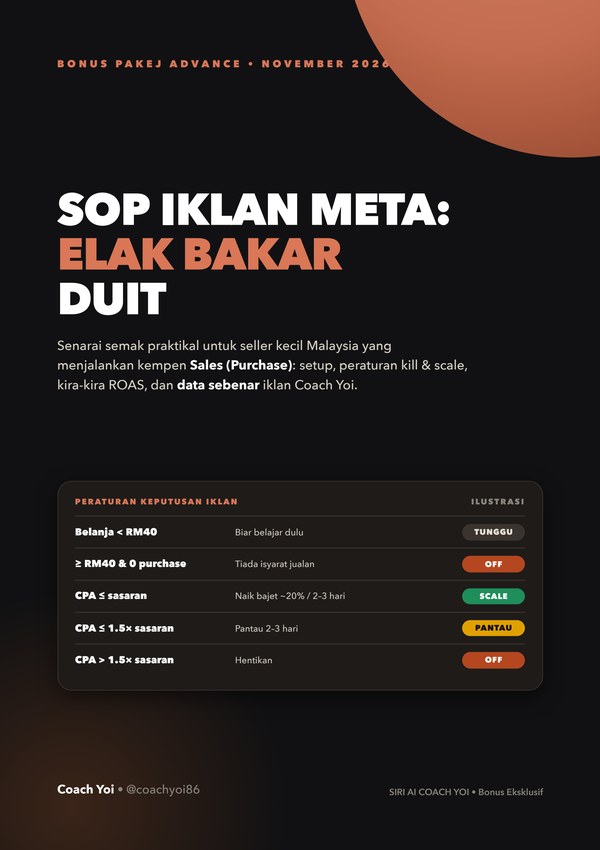 BONUS PAKEJ ADVANCE • NOVEMBER 2026
SOP IKLAN META:
ELAK BAKAR
DUIT
Senarai semak praktikal untuk seller kecil Malaysia yang
menjalankan kempen Sales (Purchase): setup, peraturan kill & scale,
kira-kira ROAS, dan data sebenar iklan Coach Yoi.
PERATURAN KEPUTUSAN IKLAN ILUSTRASI
Belanja < RM40 Biar belajar dulu TUNGGU
≥ RM40 & 0 purchase Tiada isyarat jualan OFF
CPA ≤ sasaran Naik bajet ~20% / 2-3 hari SCALE
CPA ≤ 1.5× sasaran Pantau 2-3 hari PANTAU
CPA > 1.5× sasaran Hentikan OFF
Coach Yoi • @coachyoi86 SIRI AI COACH YOI • Bonus Eksklusif